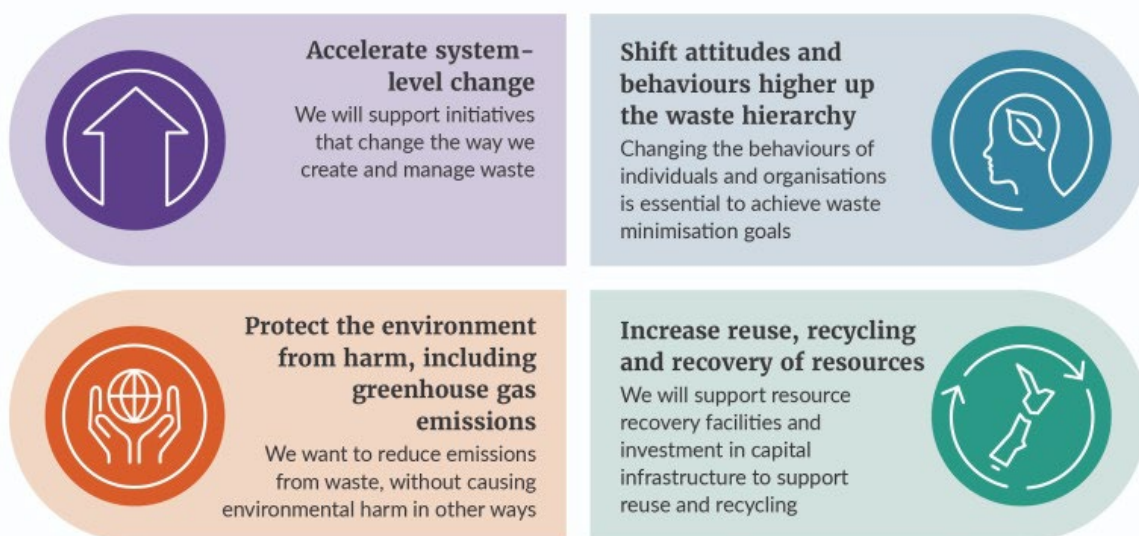 Accelerate system-
level change
We will support initiatives
that change the way we
create and manage waste
Shift attitudes and
behaviours higher up
the waste hierarchy
Changing the behaviours of
individuals and organisations
is essential to achieve waste
minimisation goals
Protect the environment
from harm, including
greenhouse gas
emissions
We want to reduce emissions
from waste, without causing
environmental harm in other ways
Increase reuse, recycling
and recovery of resources
We will support resource
recovery facilities and
investment in capital
infrastructure to support
reuse and recycling